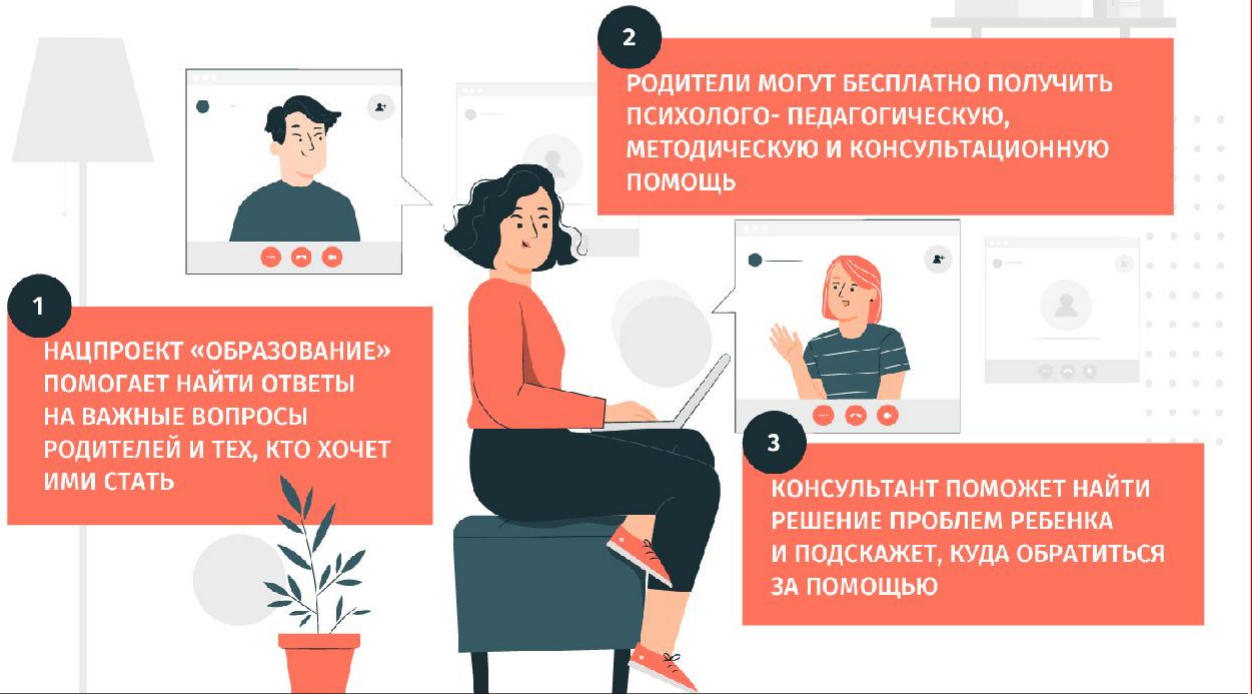 1
НАЦПРОЕКТ «ОБРАЗОВАНИЕ»
ПОМОГАЕТ НАЙТИ ОТВЕТЫ
НА ВАЖНЫЕ ВОПРОСЫ
РОДИТЕЛЕЙ И ТЕХ, КТО ХОЧЕТ
ИМИ СТАТЬ
2
РОДИТЕЛИ МОГУТ БЕСПЛАТНО ПОЛУЧИТЬ
ПСИХОЛОГО- ПЕДАГОГИЧЕСКУЮ,
МЕТОДИЧЕСКУЮ И КОНСУЛЬТАЦИОННУЮ
ПОМОЩЬ
3
КОНСУЛЬТАНТ ПОМОЖЕТ НАЙТИ
РЕШЕНИЕ ПРОБЛЕМ РЕБЕНКА
И ПОДСКАЖЕТ, КУДА ОБРАТИТЬСЯ
ЗА ПОМОЩЬЮ